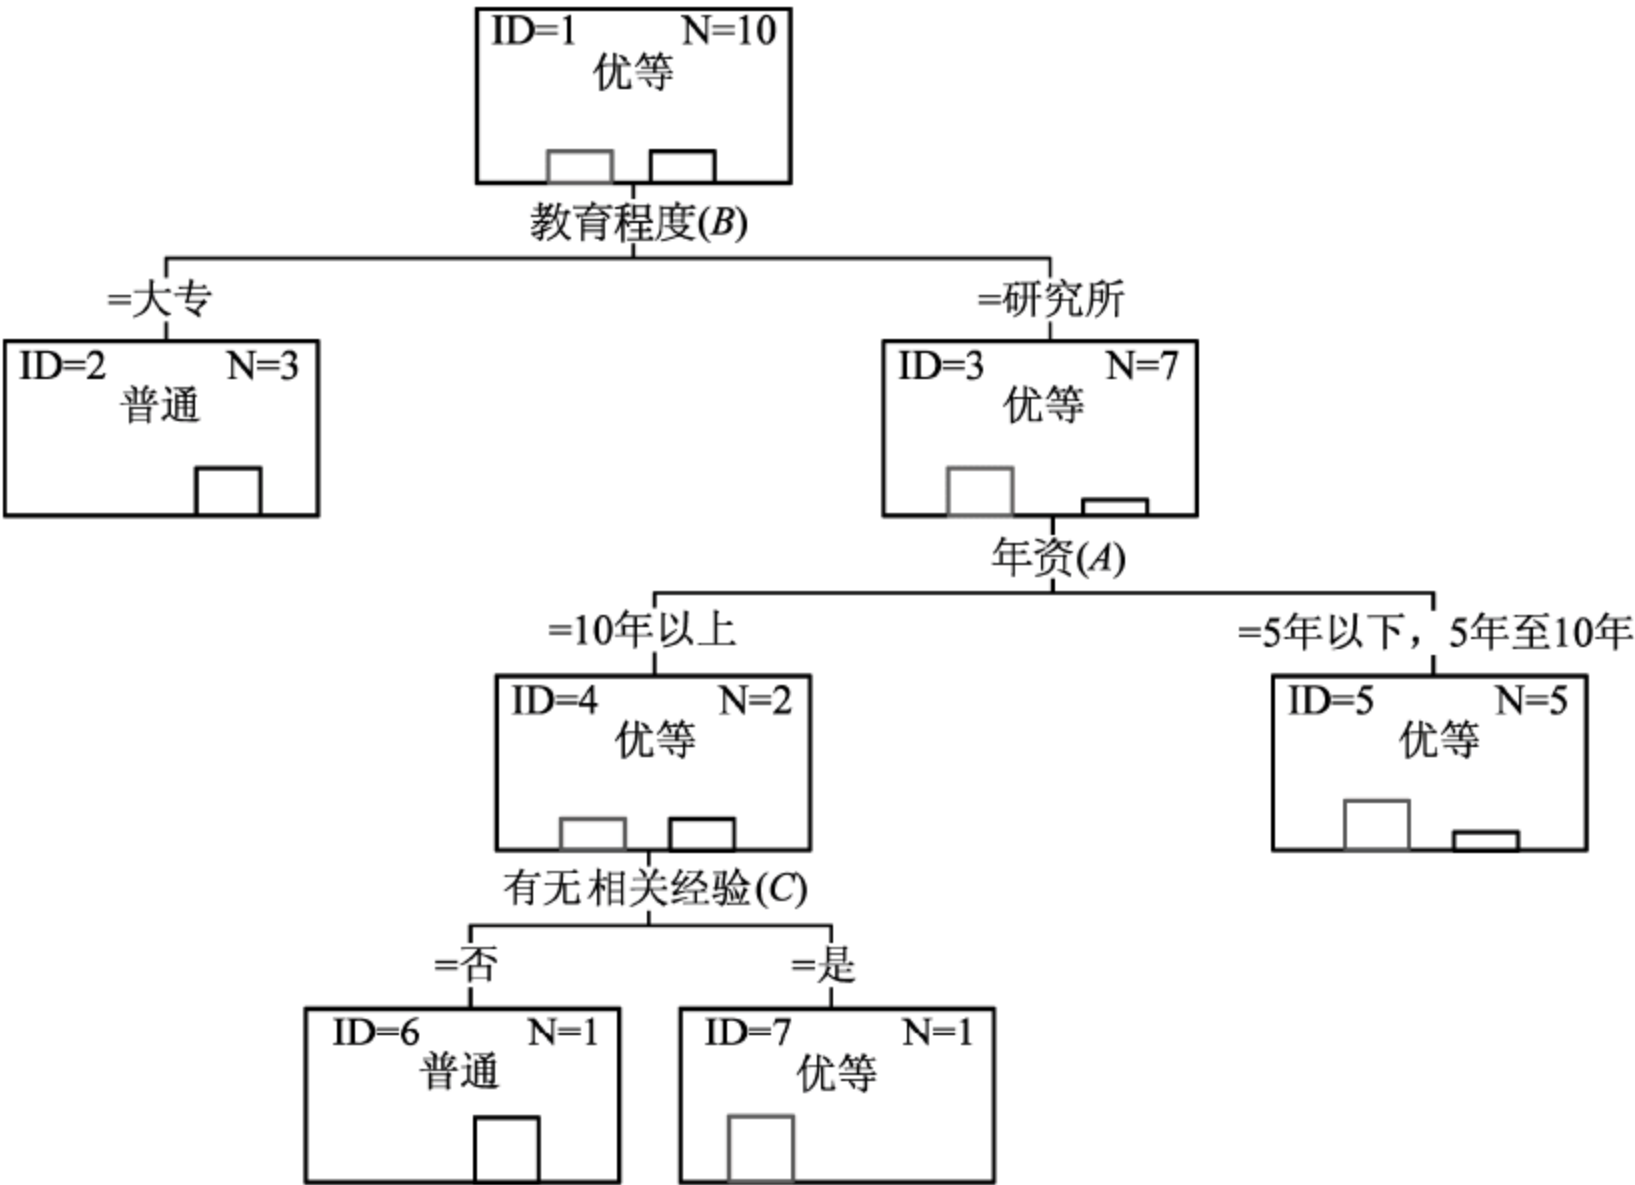 ID=1 N=10
优等
教育程度(B)
=大专 =研究所
ID=2 N=3
普通
ID=3 N=7
优等
年资(A)
=10年以上 =5年以下，5年至10年
ID=4 N=2
优等
ID=5 N=5
优等
有无相关经验(C)
=否 =是
ID=6 N=1
普通
ID=7 N=1
优等